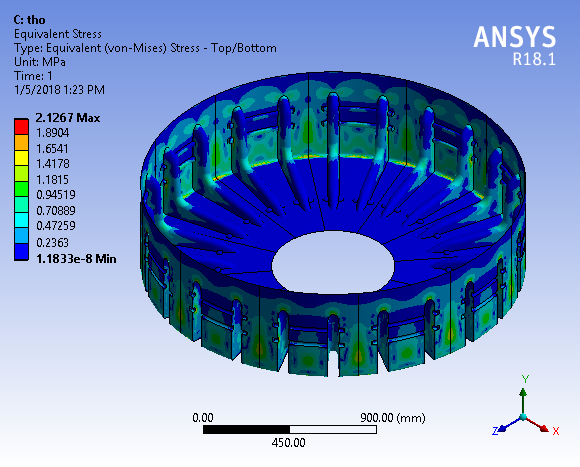 C: tho
Equivalent Stress
Type: Equivalent (von-Mises) Stress - Top/Bottom
Unit: MPa
Time: 1
1/5/2018 1:23 PM
ANSYS
R18.1
2.1267 Max
1.8904
1.6541
1.4178
1.1815
0.94519
0.70889
0.47259
0.2363
1.1833e-8 Min
0.00
900.00 (mm)
450.00
Y
Z
X